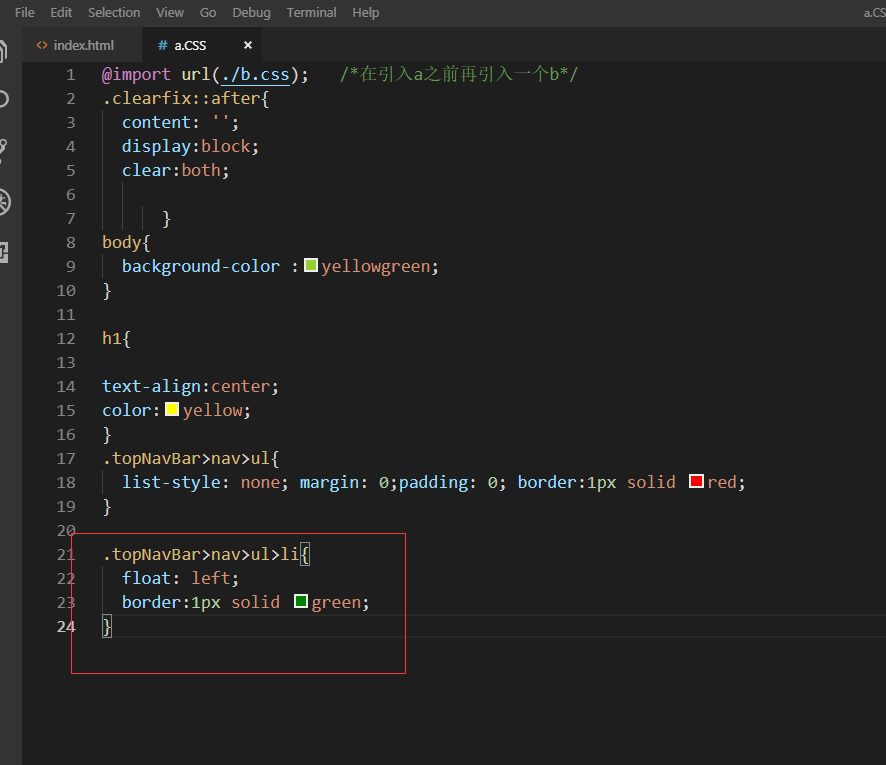 File Edit Selection View Go Debug Terminal Help a.CS
<> index.html # a.CSS ×
1 @import url(./b.css); /*在引入a之前再引入一个b*/
2 .clearfix::after{
3 content: '';
4 display:block;
5 clear:both;
6
7 }
8 body{
9 background-color :yellowgreen;
10 }
11
12 h1{
13
14 text-align:center;
15 color:yellow;
16 }
17 .topNavBar>nav>ul{
18 list-style: none; margin: 0;padding: 0; border:1px solid red;
19 }
20
21 .topNavBar>nav>ul>li{
22 float: left;
23 border:1px solid green;
24 }